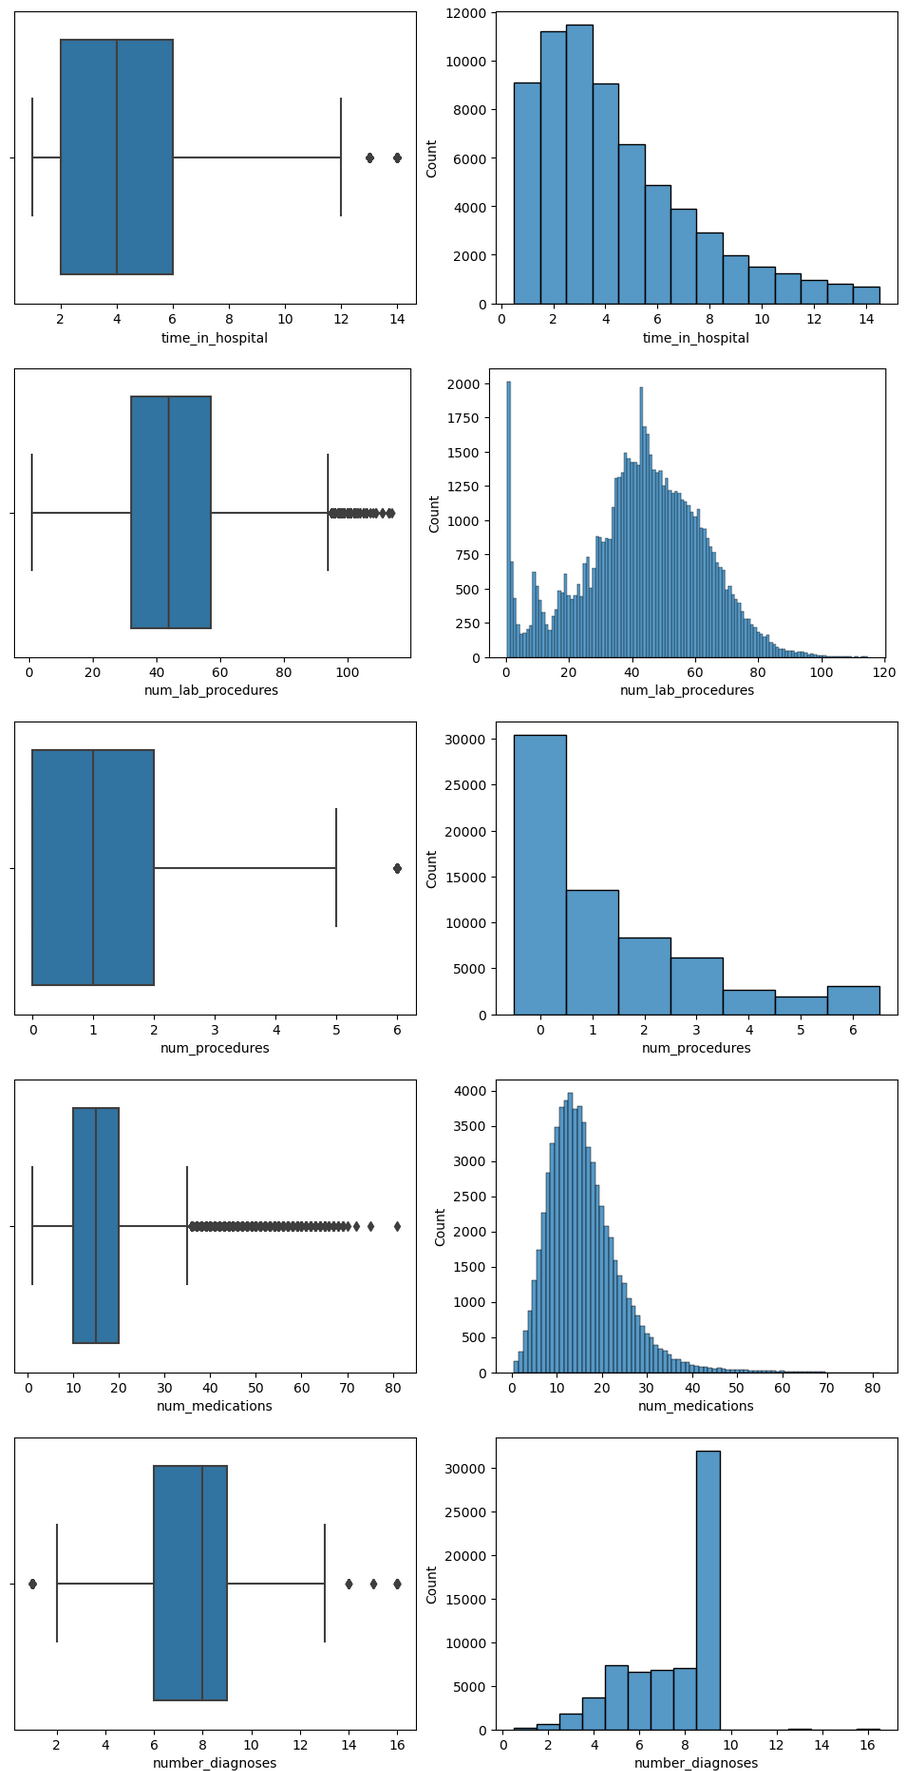 12000
10000
8000
6000
4000
2000
0
Count
2 4 6 8 10 12 14
time_in_hospital
0 2 4 6 8 10 12 14
time_in_hospital
2000
1750
1500
1250
1000
750
500
250
0
Count
0 20 40 60 80 100
num_lab_procedures
0 20 40 60 80 100 120
num_lab_procedures
30000
25000
20000
15000
10000
5000
0
Count
0 1 2 3 4 5 6
num_procedures
0 1 2 3 4 5 6
num_procedures
4000
3500
3000
2500
2000
1500
1000
500
0
Count
0 10 20 30 40 50 60 70 80
num_medications
0 10 20 30 40 50 60 70 80
num_medications
30000
25000
20000
15000
10000
5000
0
Count
2 4 6 8 10 12 14 16
number_diagnoses
0 2 4 6 8 10 12 14 16
number_diagnoses